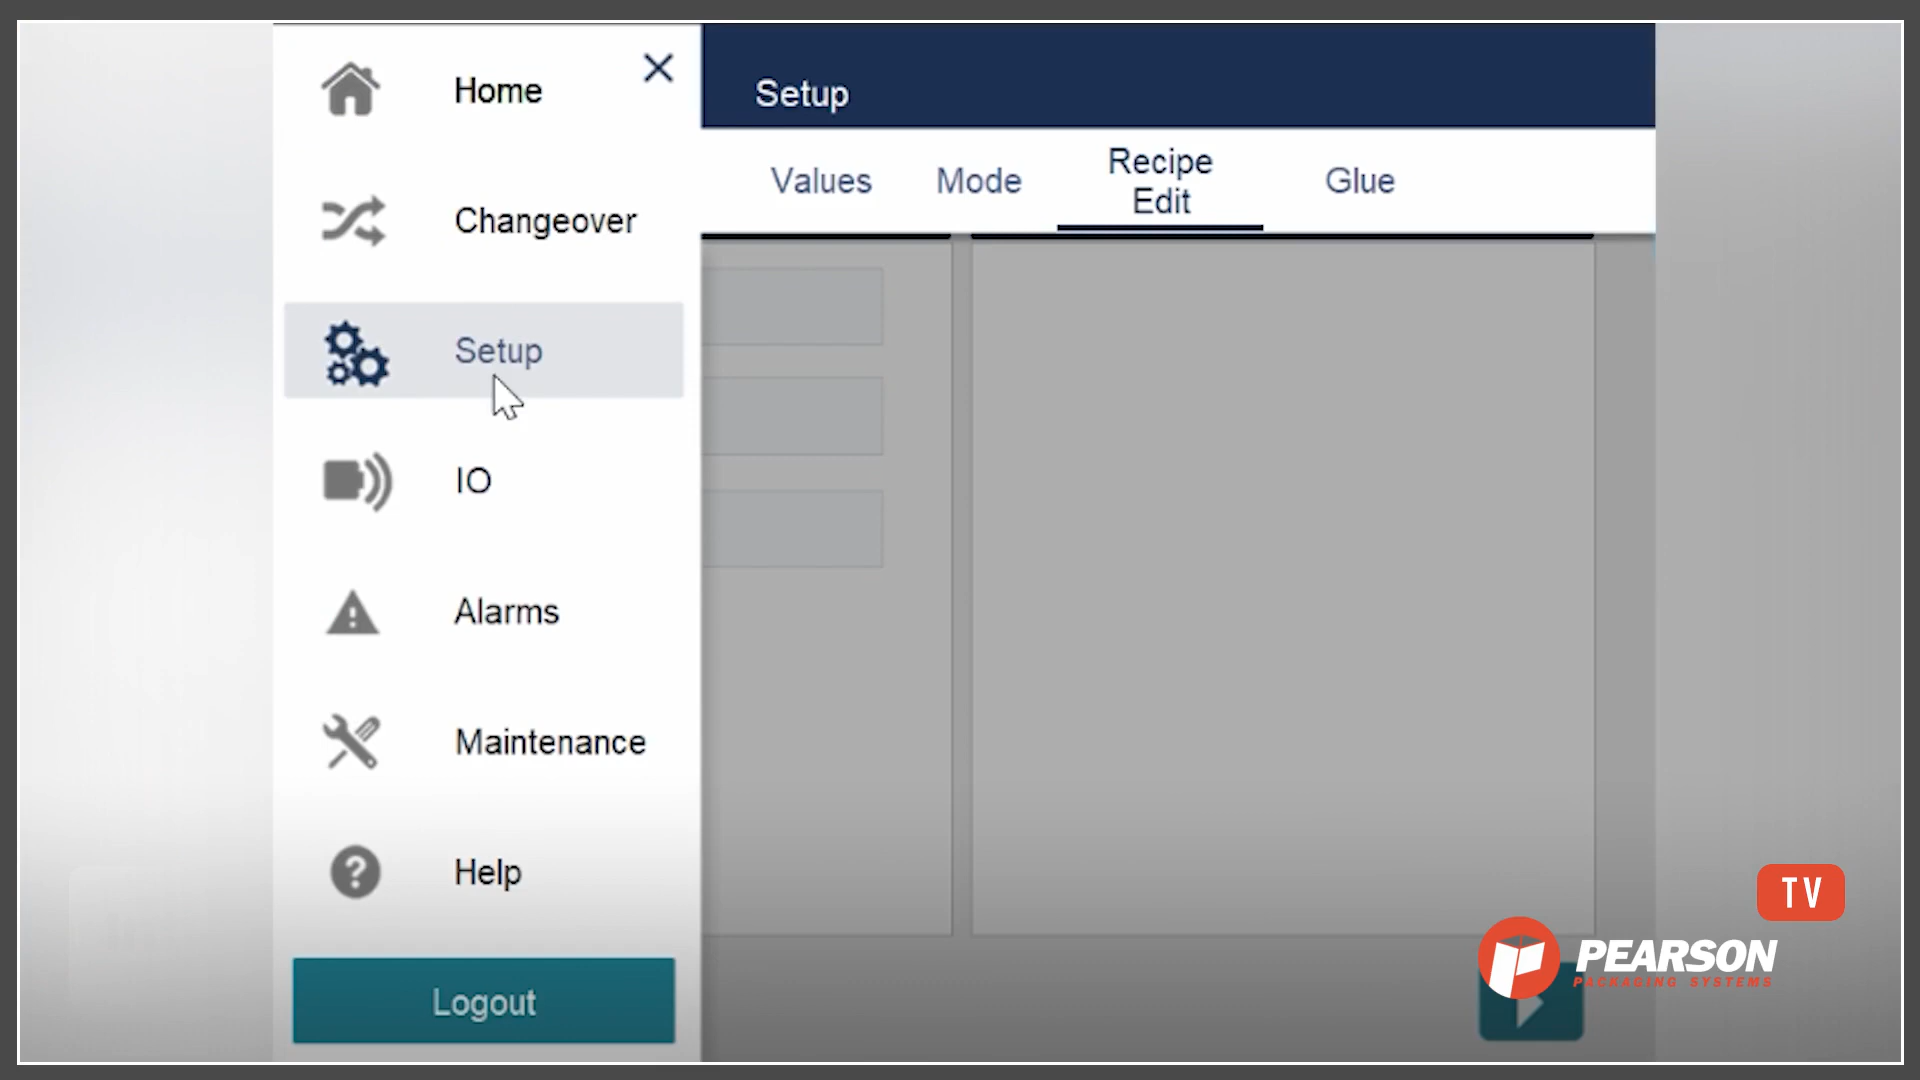 Home
Changeover
Setup
IO
Alarms
Maintenance
Help
Logout
Setup
Values
Mode
Recipe
Edit
Glue
TV
PEARSON
PACKAGING SYSTEMS